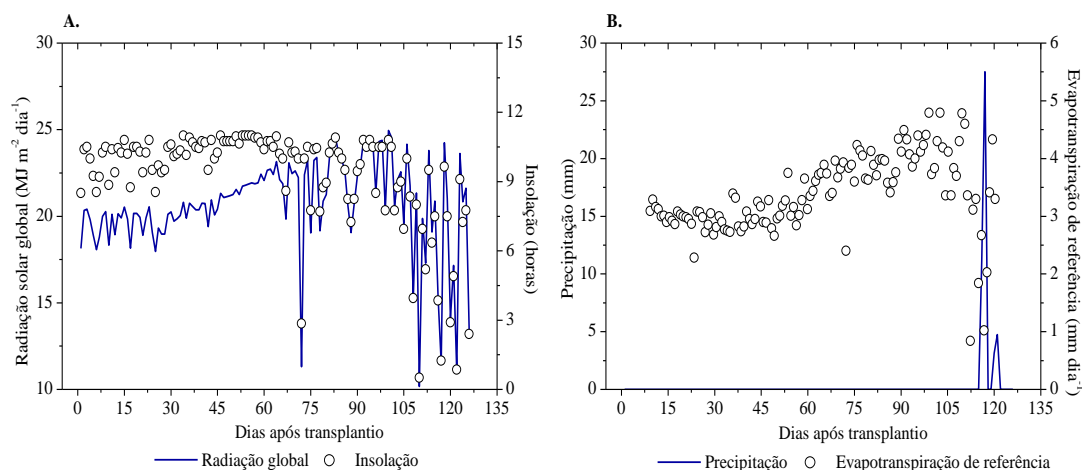 A.
30
25
20
15
10
15
12
9
6
3
0
0 15 30 45 60 75 90 105 120 135
Radiação solar global (MJ m-2 dia-1)
Insolação (horas)
Dias após transplantio
Radiação global Insolação
B.
30
25
20
15
10
5
0
6
5
4
3
2
1
0
0 15 30 45 60 75 90 105 120 135
Precipitação (mm)
Evapotranspiração de referência (mm dia-1)
Dias após transplantio
Precipitação Evapotranspiração de referência